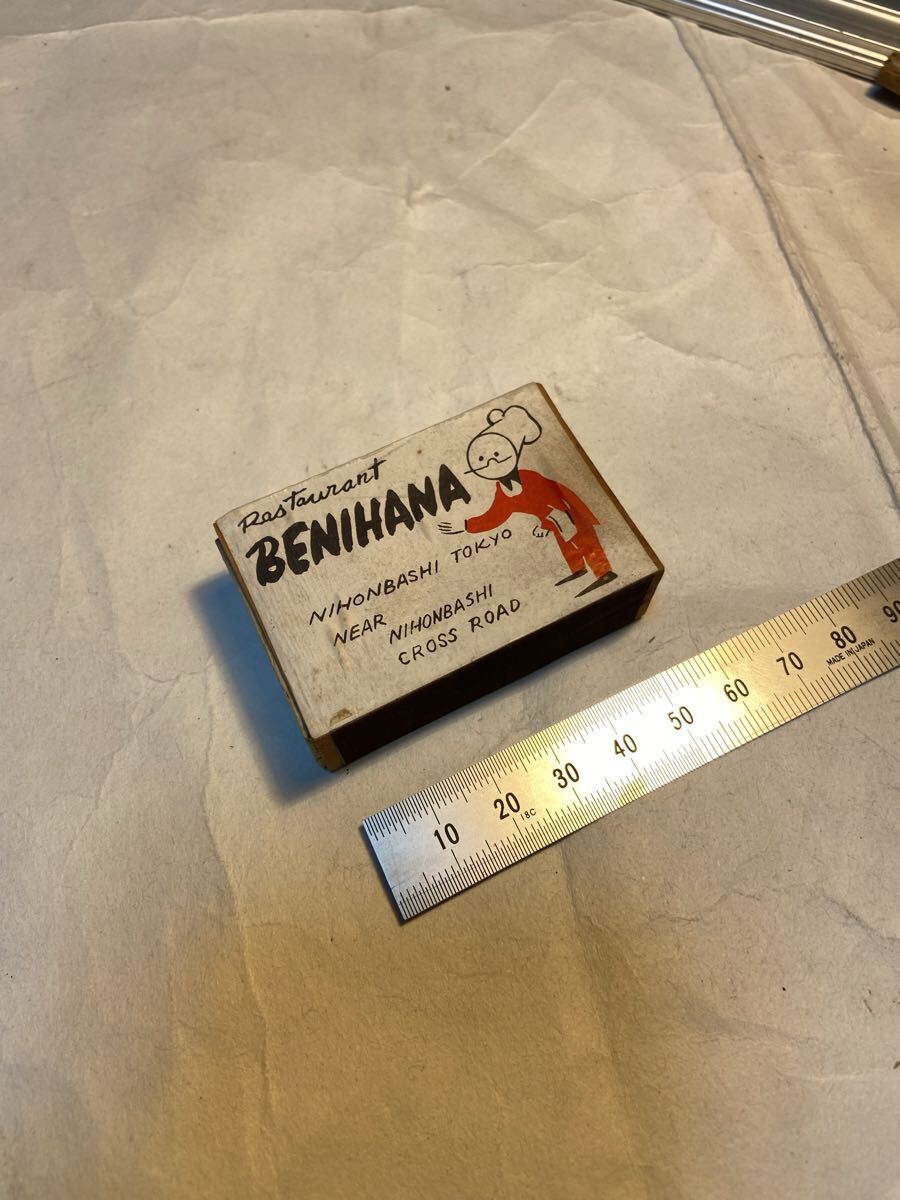 Restaurant
BENIHANA
NIHONBASHI TOKYO
NEAR NIHONBASHI
CROSS ROAD
10 20 30 40 50 60 70 80 90
18C
MADE IN JAPAN